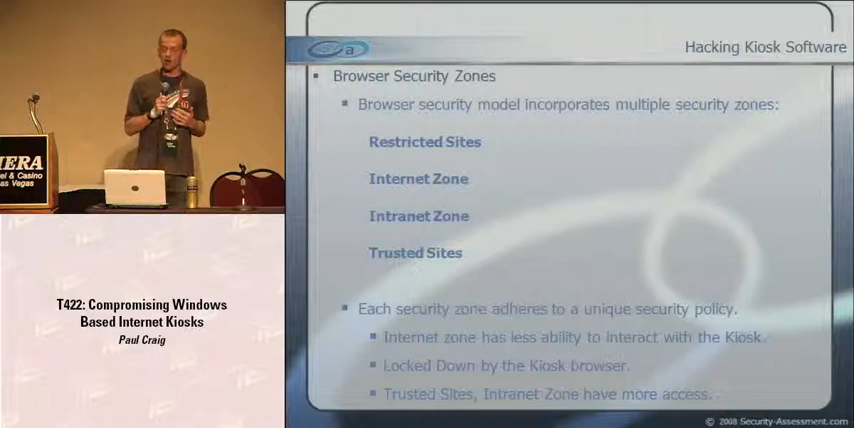 Hacking Kiosk Software
Browser Security Zones
Browser security model incorporates multiple security zones:
Restricted Sites
Internet Zone
Intranet Zone
Trusted Sites
Each security zone adheres to a unique security policy.
Internet zone has less ability to interact with the Kiosk.
Locked Down by the Kiosk browser.
Trusted Sites, Intranet Zone have more access.
© 2008 Security-Assessment.com
IERA
el & Casino
as Vegas
T422: Compromising Windows
Based Internet Kiosks
Paul Craig